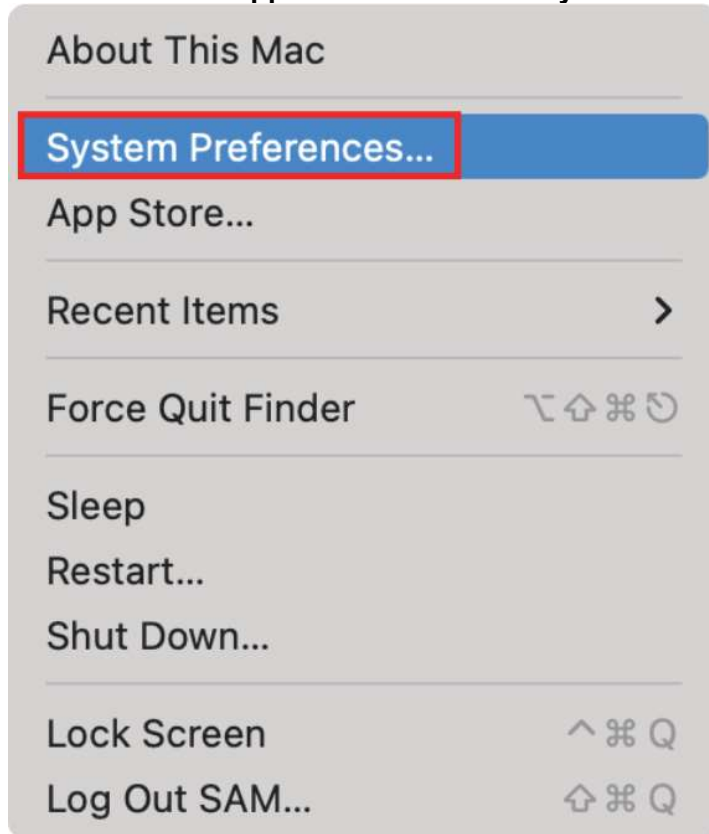 About This Mac
System Preferences...
App Store...
Recent Items >
Force Quit Finder ⌥⇧⌘⎋
Sleep
Restart...
Shut Down...
Lock Screen ^⌘Q
Log Out SAM... ⇧⌘Q